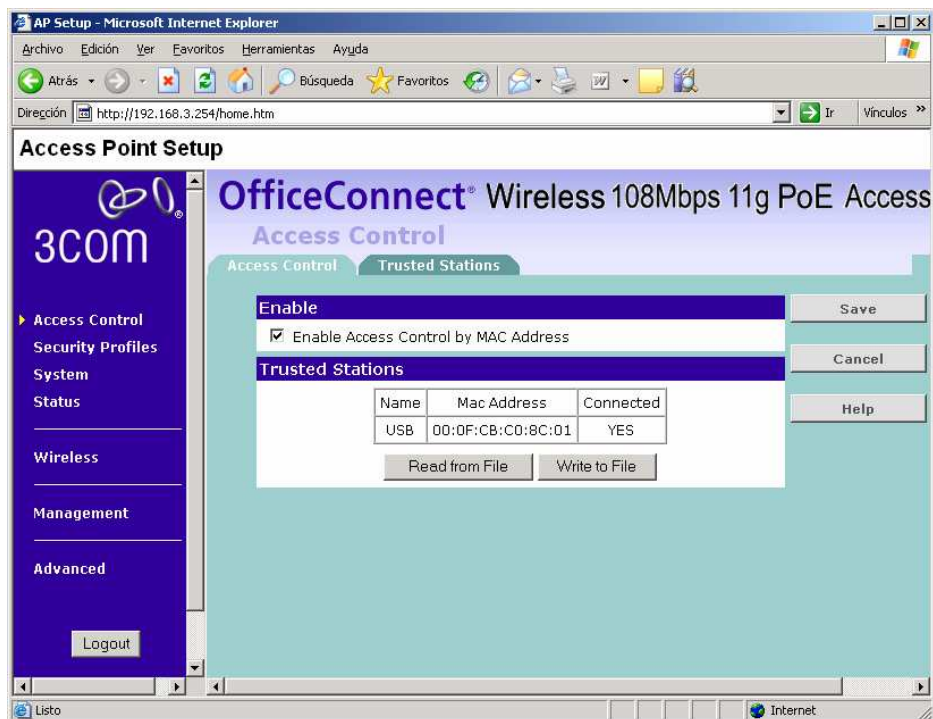 AP Setup - Microsoft Internet Explorer
Archivo Edición Ver Favoritos Herramientas Ayuda
Atrás Búsqueda Favoritos
Dirección http://192.168.3.254/home.htm Ir Vínculos »
Access Point Setup
3COM
OfficeConnect® Wireless 108Mbps 11g PoE Access
Access Control
Access Control Trusted Stations
Access Control
Security Profiles
System
Status
Wireless
Management
Advanced
Logout
Enable
Enable Access Control by MAC Address
Trusted Stations
Name Mac Address Connected
USB 00:0F:CB:C0:8C:01 YES
Read from File Write to File
Save
Cancel
Help
Listo Internet